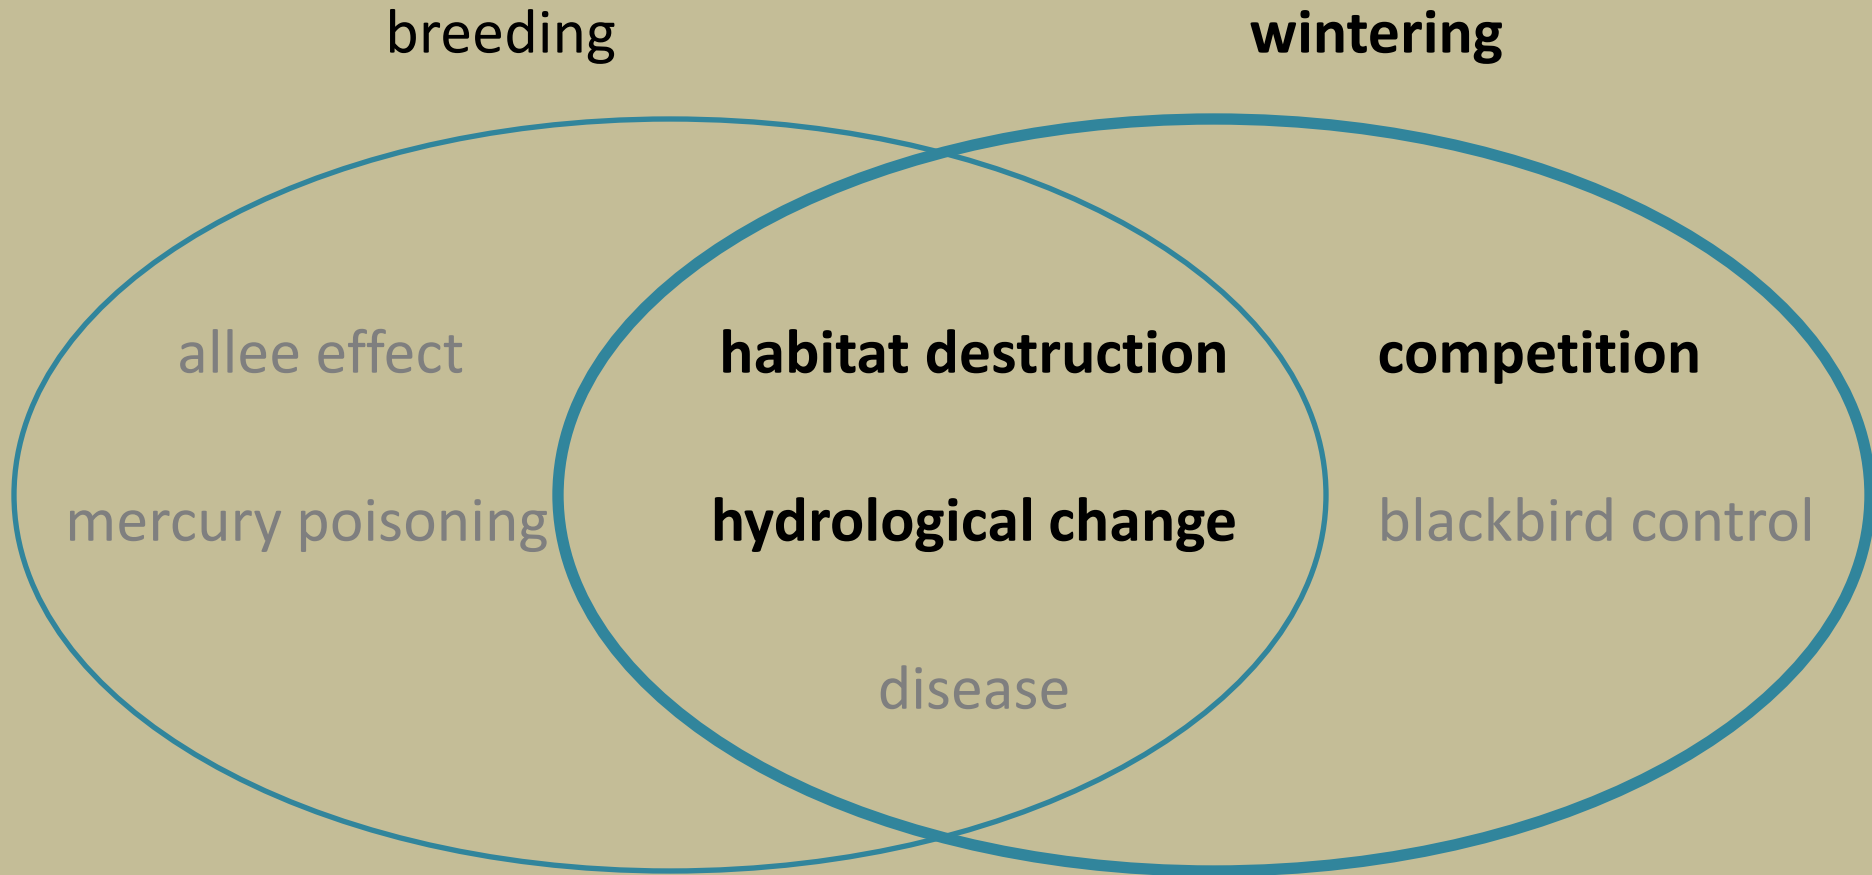 breeding
wintering
allee effect
habitat destruction
competition
mercury poisoning
hydrological change
blackbird control
disease